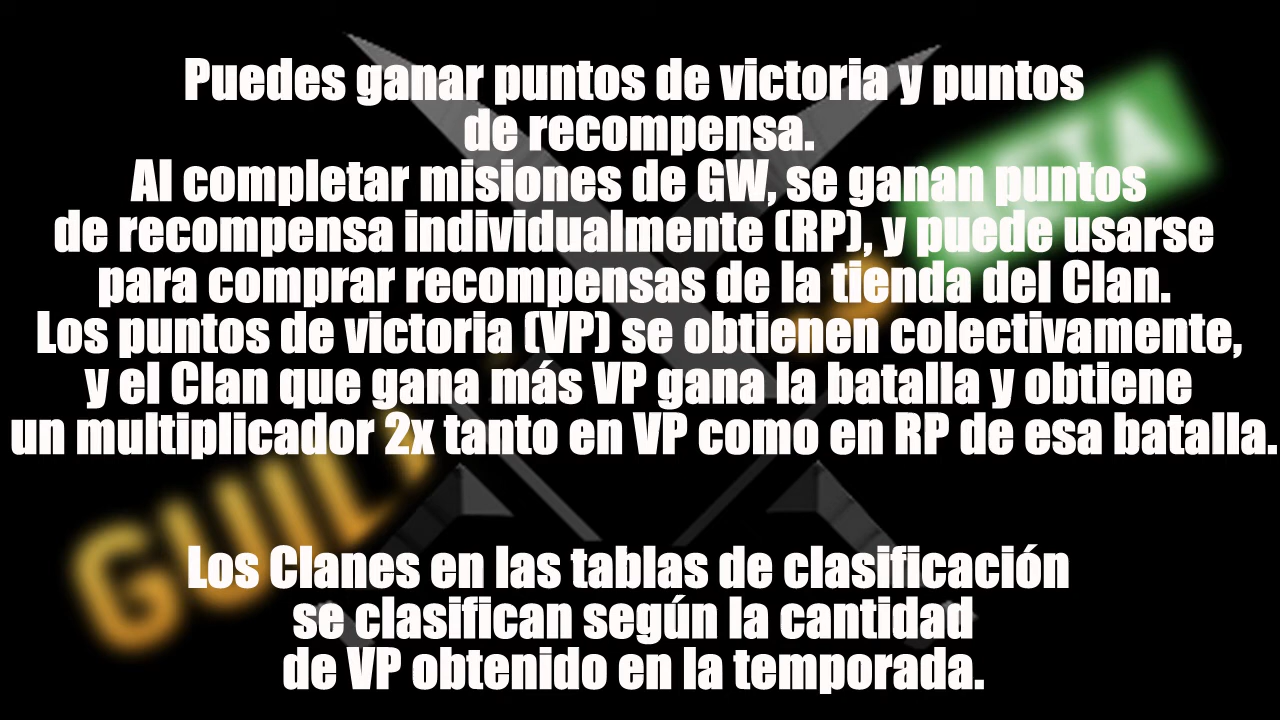 Puedes ganar puntos de victoria y puntos
de recompensa.
Al completar misiones de GW, se ganan puntos
de recompensa individualmente (RP), y puede usarse
para comprar recompensas de la tienda del Clan.
Los puntos de victoria (VP) se obtienen colectivamente,
y el Clan que gana más VP gana la batalla y obtiene
un multiplicador 2x tanto en VP como en RP de esa batalla.
Los Clanes en las tablas de clasificación
se clasifican según la cantidad
de VP obtenido en la temporada.